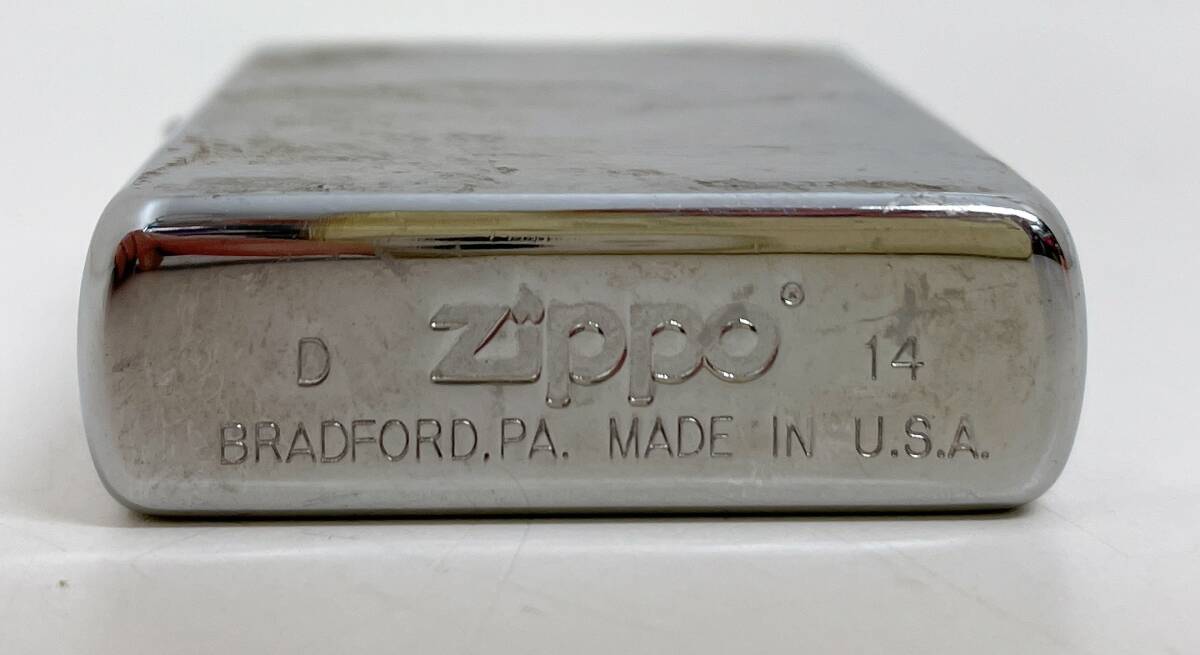 D zippo® 14
BRADFORD,PA. MADE IN U.S.A.